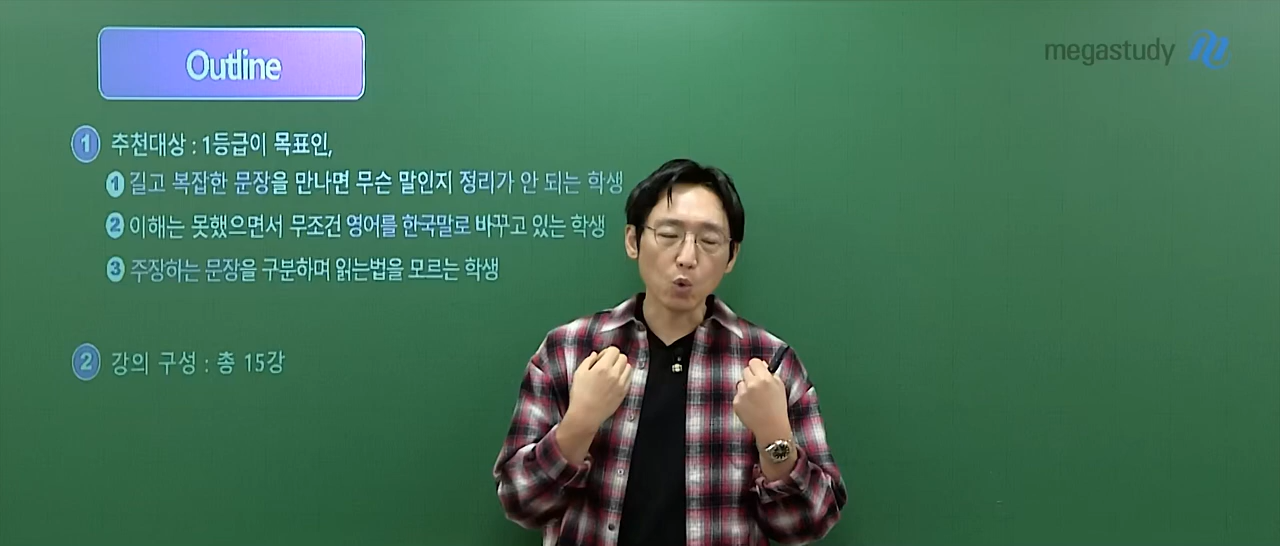 Outline
megastudy
1 추천대상 : 1등급이 목표인,
1 길고 복잡한 문장을 만나면 무슨 말인지 정리가 안 되는 학생
2 이해는 못했으면서 무조건 영어를 한국말로 바꾸고 있는 학생
3 주장하는 문장을 구분하며 읽는법을 모르는 학생
2 강의 구성 : 총 15강